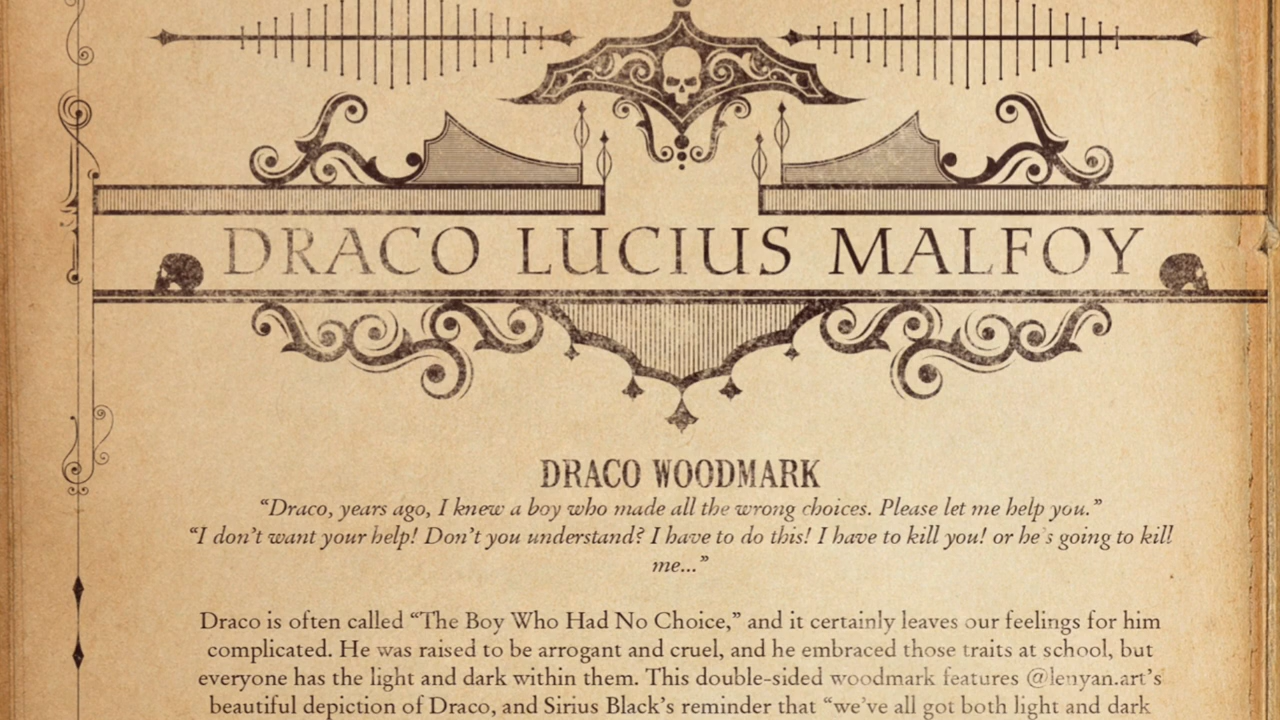 DRACO LUCIUS MALFOY
DRACO WOODMARK
“Draco, years ago, I knew a boy who made all the wrong choices. Please let me help you.”
“I don’t want your help! Don’t you understand? I have to do this! I have to kill you! or he's going to kill
me...”
Draco is often called “The Boy Who Had No Choice,” and it certainly leaves our feelings for him
complicated. He was raised to be arrogant and cruel, and he embraced those traits at school, but
everyone has the light and dark within them. This double-sided woodmark features @lenyan.art’s
beautiful depiction of Draco, and Sirius Black’s reminder that “we’ve all got both light and dark